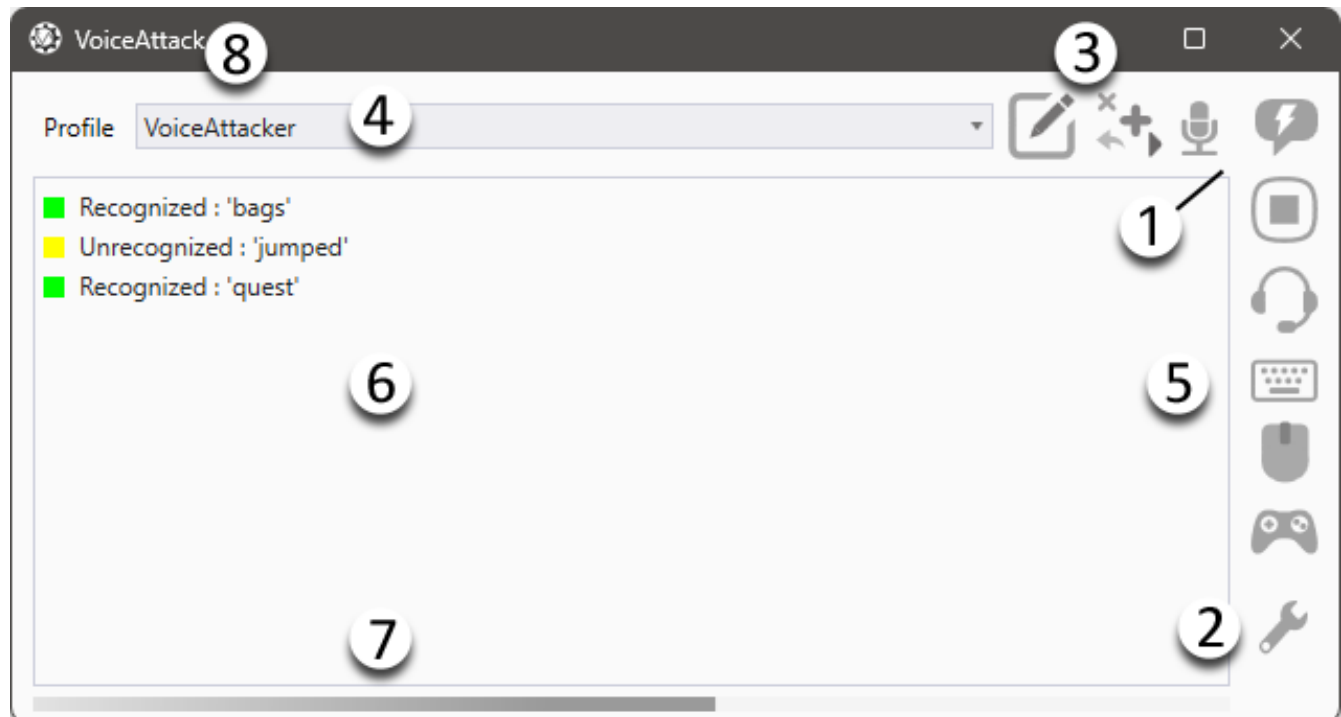 VoiceAttack
8
3
Profile
VoiceAttacker
4
Recognized : 'bags'
1
Unrecognized : 'jumped'
Recognized : 'quest'
6
5
7
2